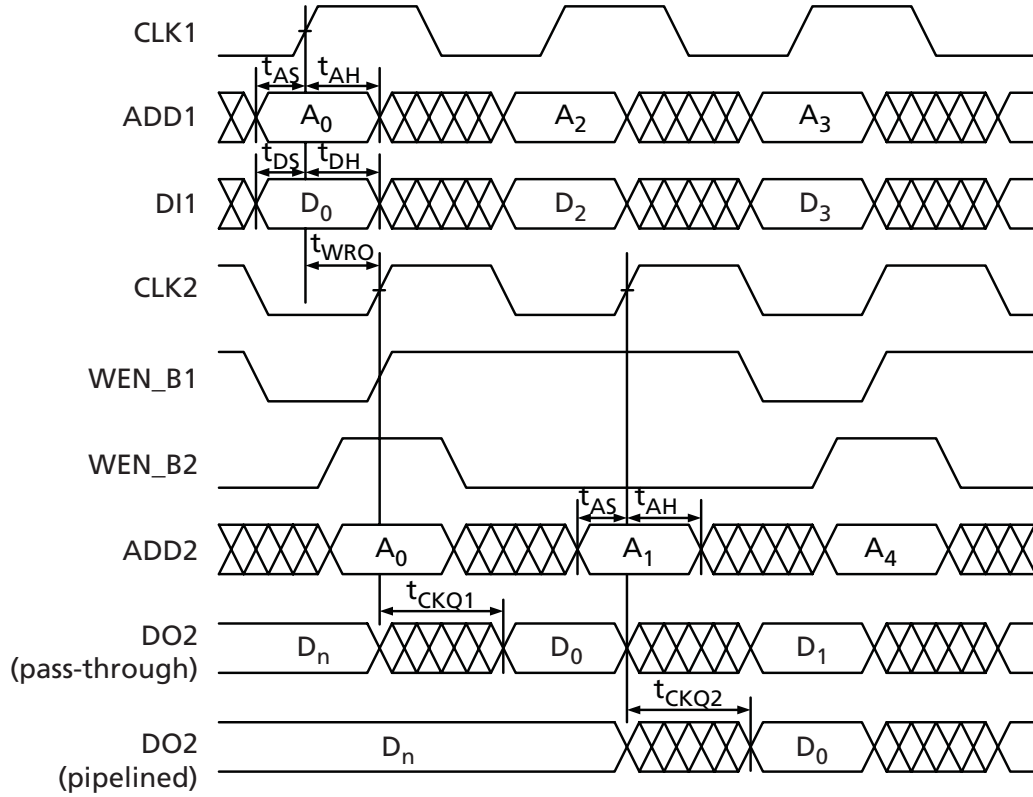 CLK1
tAS tAH
ADD1 A0 A2 A3
tDS tDH
DI1 D0 D2 D3
tWRO
CLK2
WEN_B1
WEN_B2
tAS tAH
ADD2 A0 A1 A4
tCKQ1
DO2
(pass-through) Dn D0 D1
tCKQ2
DO2
(pipelined) Dn D0